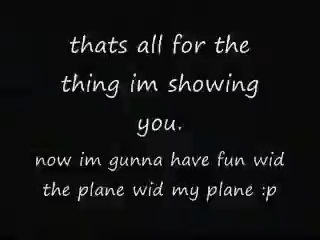 thats all for the
thing im showing
you.
now im gunna have fun wid
the plane wid my plane :p